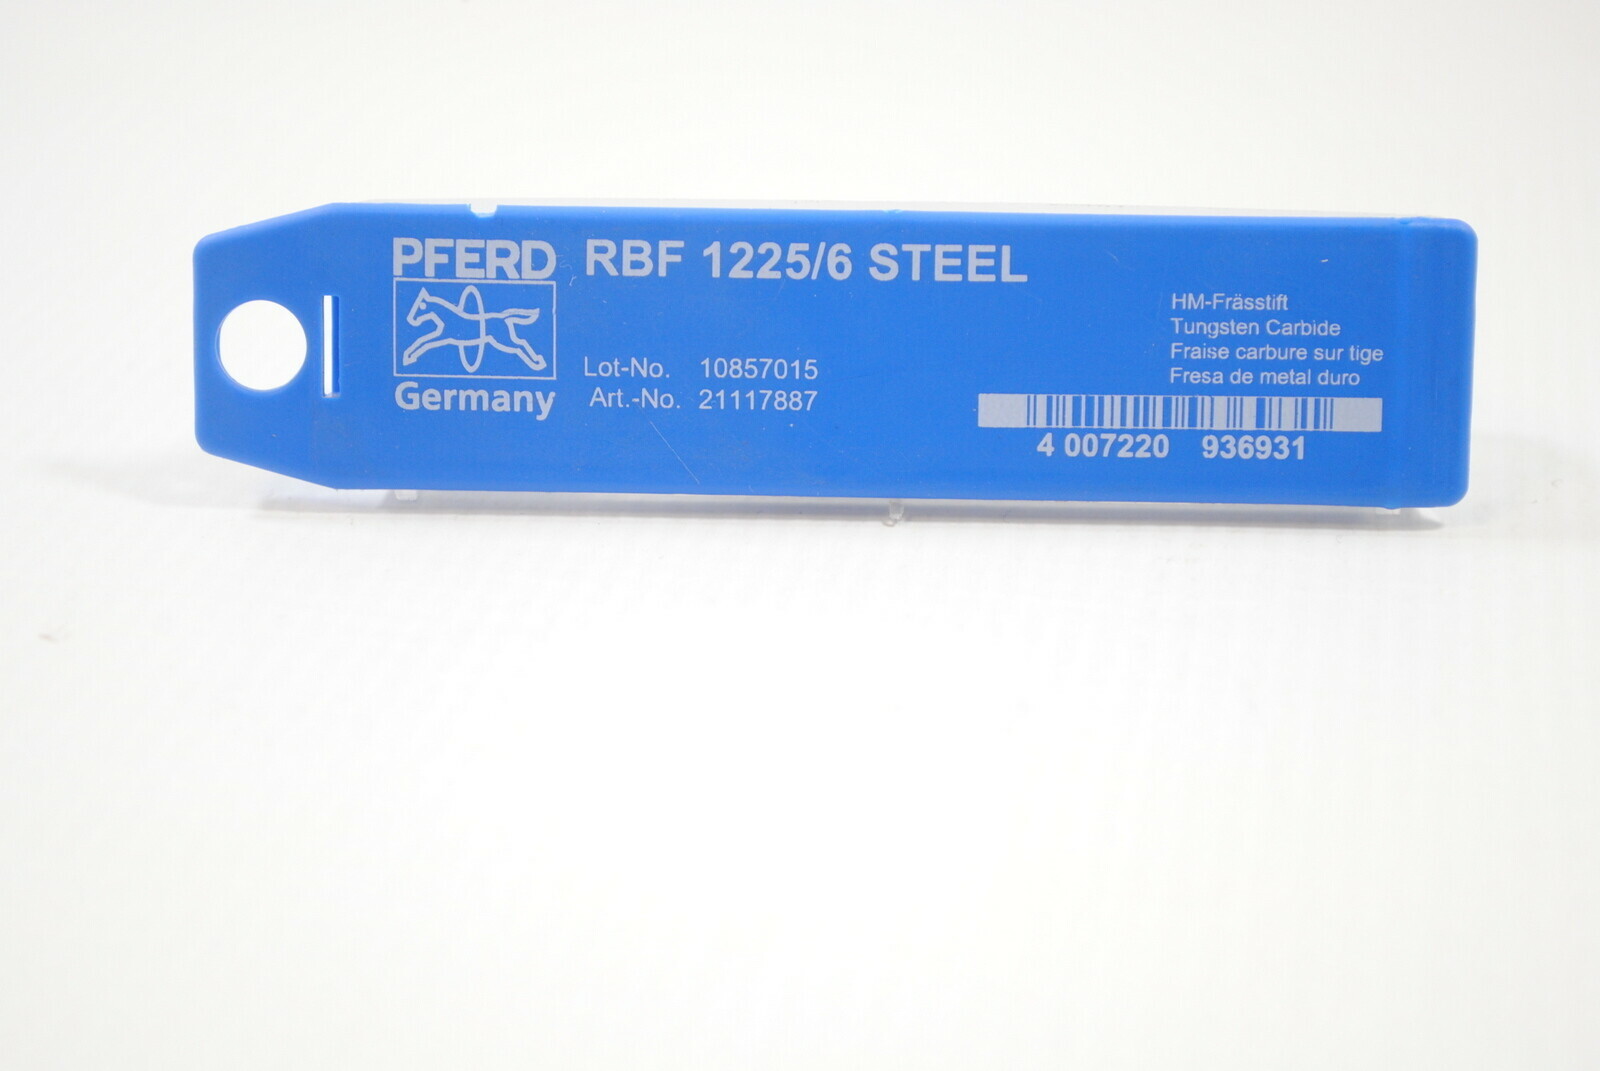 PFERD
Germany
RBF 1225/6 STEEL
Lot-No. 10857015
Art.-No. 21117887
HM-Frässtift
Tungsten Carbide
Fraise carbure sur tige
Fresa de metal duro
4 007220 936931